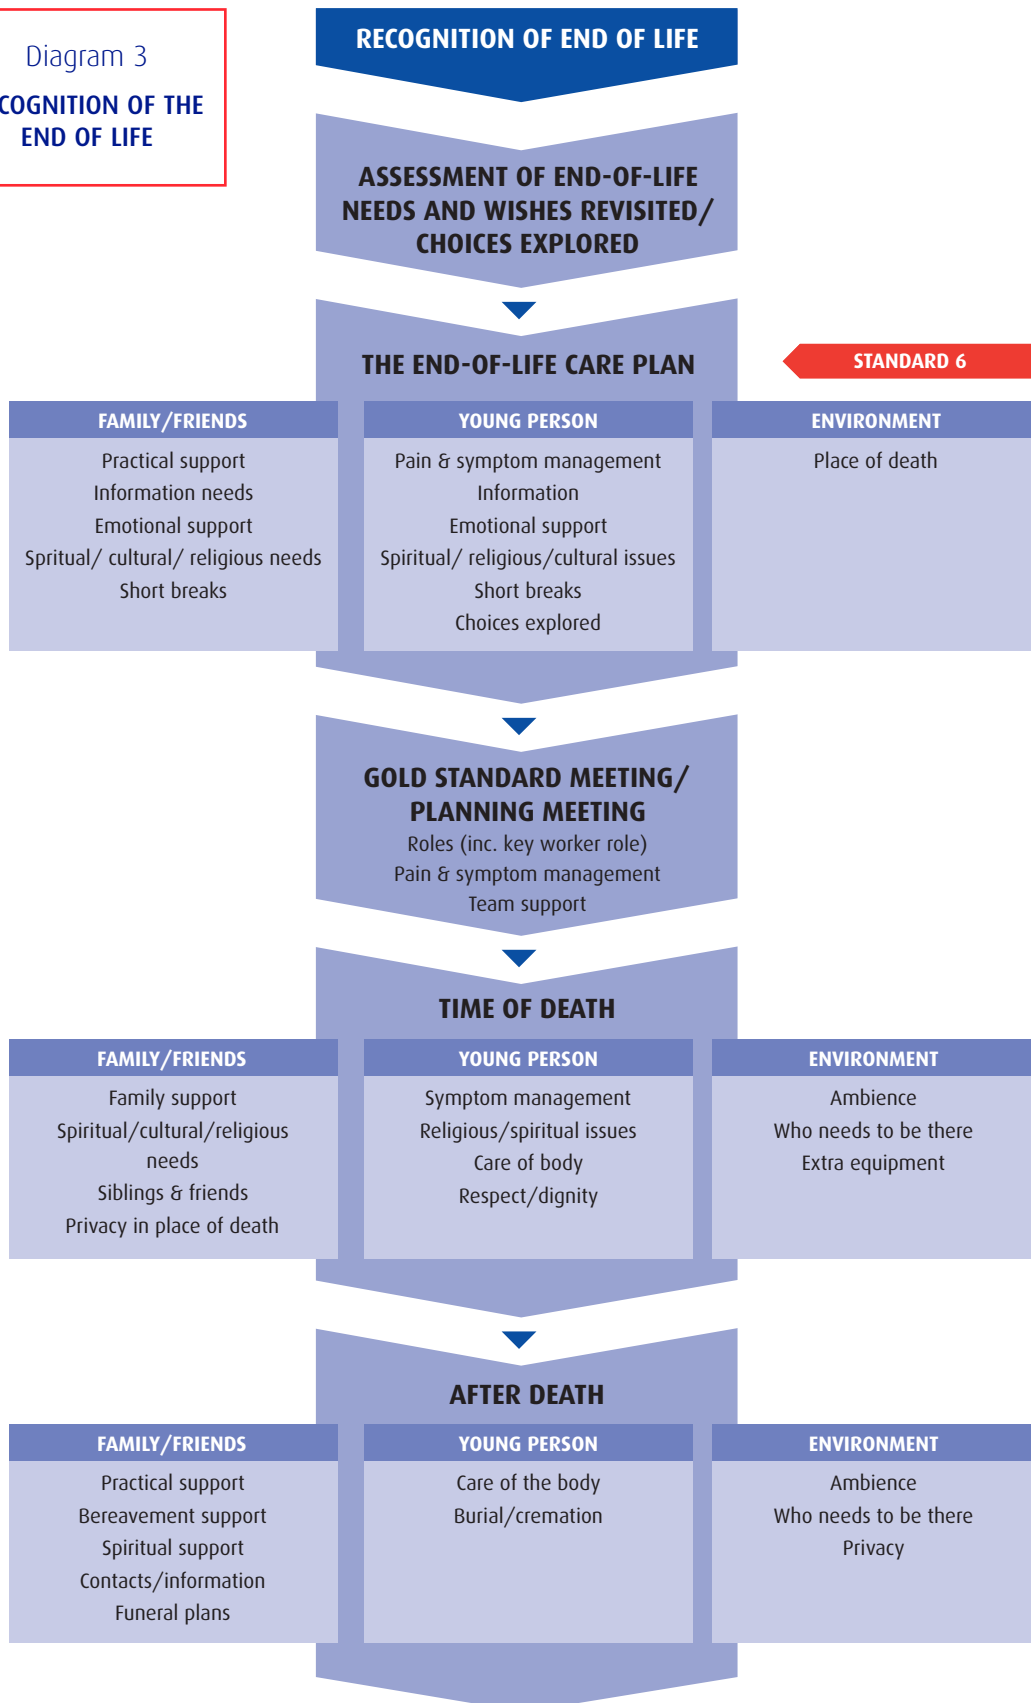 Diagram 3
COGNITION OF THE
END OF LIFE
RECOGNITION OF END OF LIFE
ASSESSMENT OF END-OF-LIFE
NEEDS AND WISHES REVISITED/
CHOICES EXPLORED
THE END-OF-LIFE CARE PLAN
STANDARD 6
FAMILY/FRIENDS
Practical support
Information needs
Emotional support
Spritual/ cultural/ religious needs
Short breaks
YOUNG PERSON
Pain & symptom management
Information
Emotional support
Spiritual/ religious/cultural issues
Short breaks
Choices explored
ENVIRONMENT
Place of death
GOLD STANDARD MEETING/
PLANNING MEETING
Roles (inc. key worker role)
Pain & symptom management
Team support
TIME OF DEATH
FAMILY/FRIENDS
Family support
Spiritual/cultural/religious
needs
Siblings & friends
Privacy in place of death
YOUNG PERSON
Symptom management
Religious/spiritual issues
Care of body
Respect/dignity
ENVIRONMENT
Ambience
Who needs to be there
Extra equipment
AFTER DEATH
FAMILY/FRIENDS
Practical support
Bereavement support
Spiritual support
Contacts/information
Funeral plans
YOUNG PERSON
Care of the body
Burial/cremation
ENVIRONMENT
Ambience
Who needs to be there
Privacy